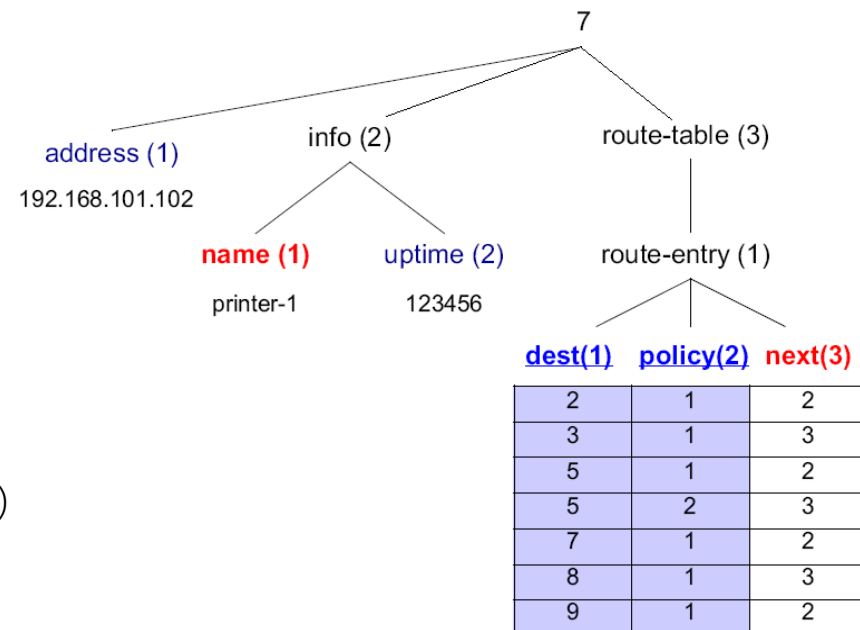 7
address (1)
info (2)
route-table (3)
192.168.101.102
name (1)
uptime (2)
route-entry (1)
printer-1
123456
dest(1) policy(2) next(3)
2 1 2
3 1 3
5 1 2
)
5 2 3
7 1 2
8 1 3
9 1 2